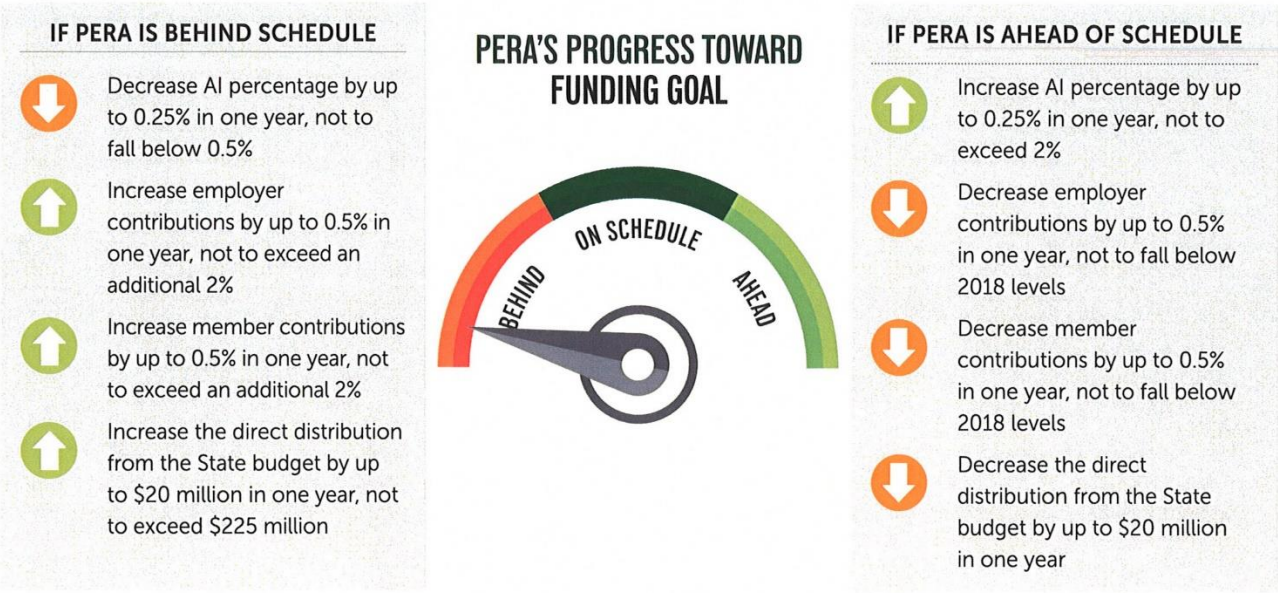 IF PERA IS BEHIND SCHEDULE
Decrease AI percentage by up
to 0.25% in one year, not to
fall below 0.5%
Increase employer
contributions by up to 0.5% in
one year, not to exceed an
additional 2%
Increase member contributions
by up to 0.5% in one year, not
to exceed an additional 2%
Increase the direct distribution
from the State budget by up
to $20 million in one year, not
to exceed $225 million
PERA'S PROGRESS TOWARD
FUNDING GOAL
BEHIND
ON SCHEDULE
AHEAD
IF PERA IS AHEAD OF SCHEDULE
Increase AI percentage by up
to 0.25% in one year, not to
exceed 2%
Decrease employer
contributions by up to 0.5%
in one year, not to fall below
2018 levels
Decrease member
contributions by up to 0.5%
in one year, not to fall below
2018 levels
Decrease the direct
distribution from the State
budget by up to $20 million
in one year